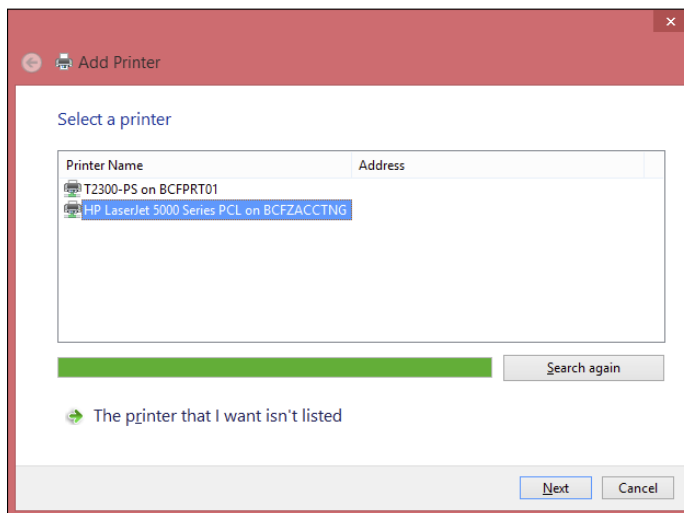 Add Printer
Select a printer
Printer Name Address
T2300-PS on BCFPRT01
HP LaserJet 5000 Series PCL on BCFZACCTNG
Search again
The printer that I want isn't listed
Next Cancel